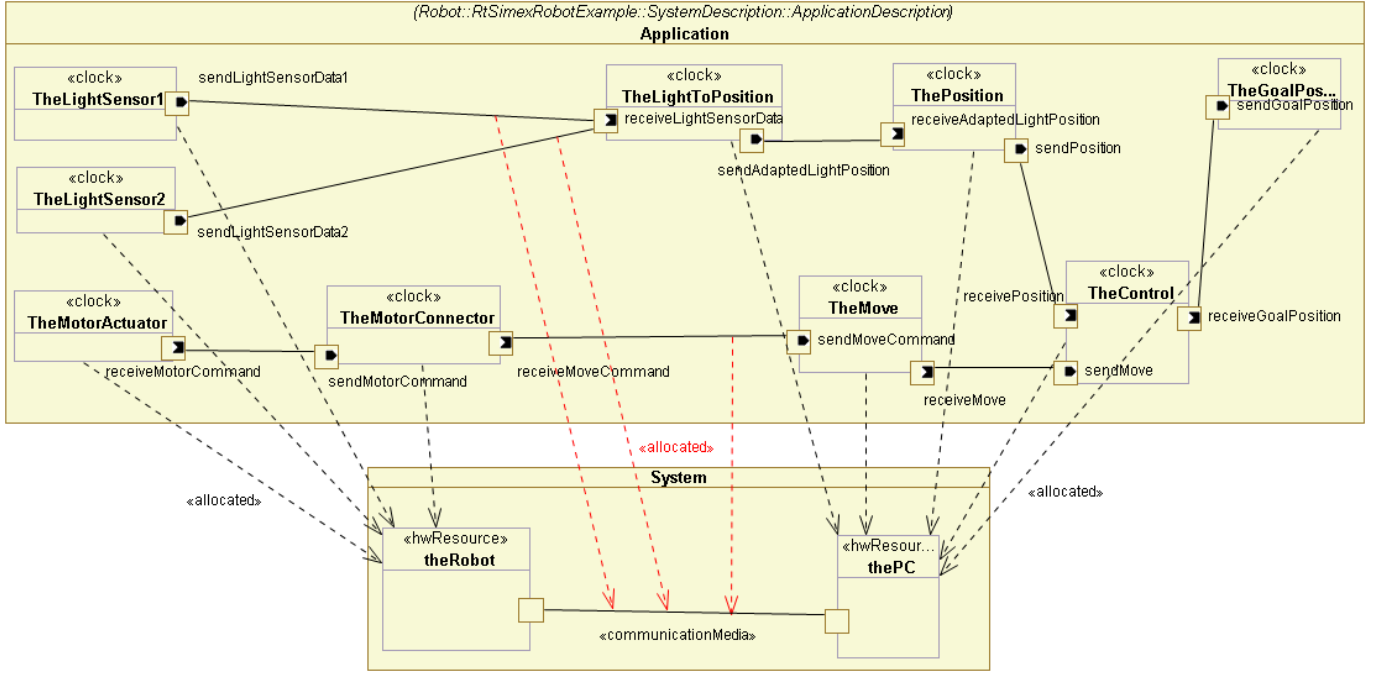 (Robot::RtSimexRobotExample::SystemDescription::ApplicationDescription)
Application
«clock»
TheLightSensor1
sendLightSensorData1
«clock»
TheLightToPosition
receiveLightSensorData
sendAdaptedLightPosition
«clock»
ThePosition
receiveAdaptedLightPosition
sendPosition
«clock»
TheGoalPos...
sendGoalPosition
«clock»
TheLightSensor2
sendLightSensorData2
«clock»
TheMotorActuator
receiveMotorCommand
«clock»
TheMotorConnector
sendMotorCommand
receiveMoveCommand
«clock»
TheMove
sendMoveCommand
receiveMove
receivePosition
«clock»
TheControl
receiveGoalPosition
sendMove
«allocated»
«allocated»
«allocated»
System
«hwResource»
theRobot
«hwResour...
thePC
«communicationMedia»